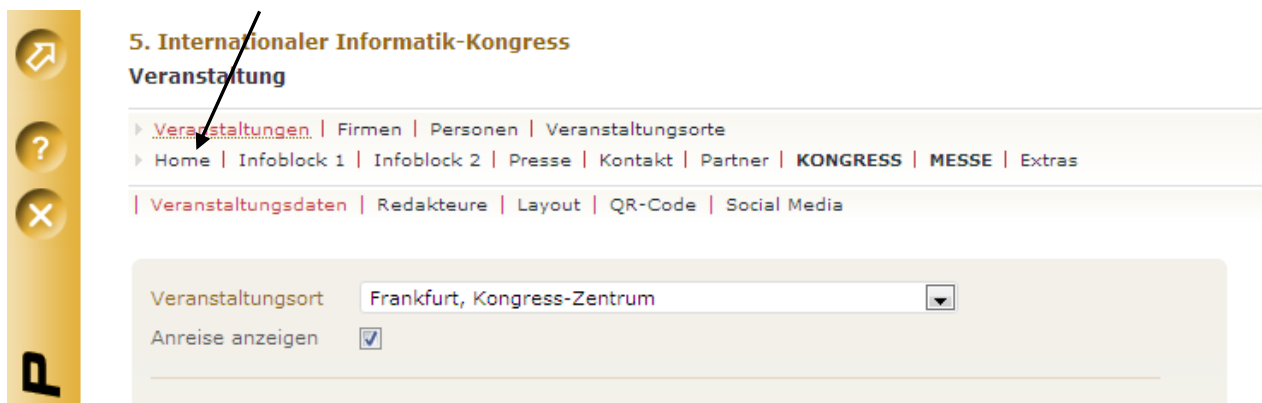 5. Internationaler Informatik-Kongress
Veranstaltung
Veranstaltungen | Firmen | Personen | Veranstaltungsorte
Home | Infoblock 1 | Infoblock 2 | Presse | Kontakt | Partner | KONGRESS | MESSE | Extras
| Veranstaltungsdaten | Redakteure | Layout | QR-Code | Social Media
Veranstaltungsort Frankfurt, Kongress-Zentrum
Anreise anzeigen
?
P